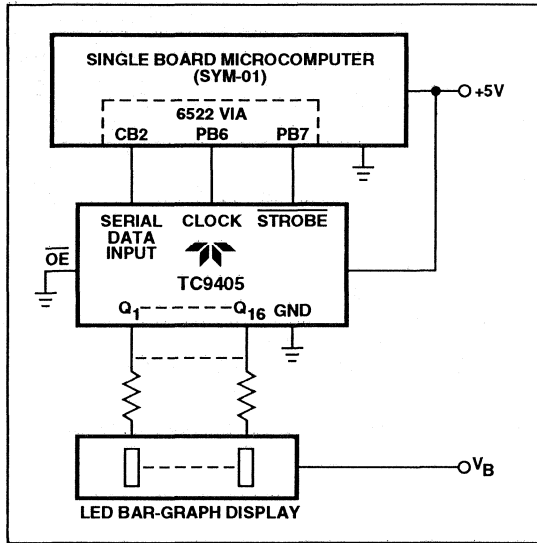 SINGLE BOARD MICROCOMPUTER
(SYM-01)
+5V
6522 VIA
CB2 PB6 PB7
SERIAL DATA INPUT CLOCK STROBE
OE
TC9405
Q1 Q16 GND
VB
LED BAR-GRAPH DISPLAY